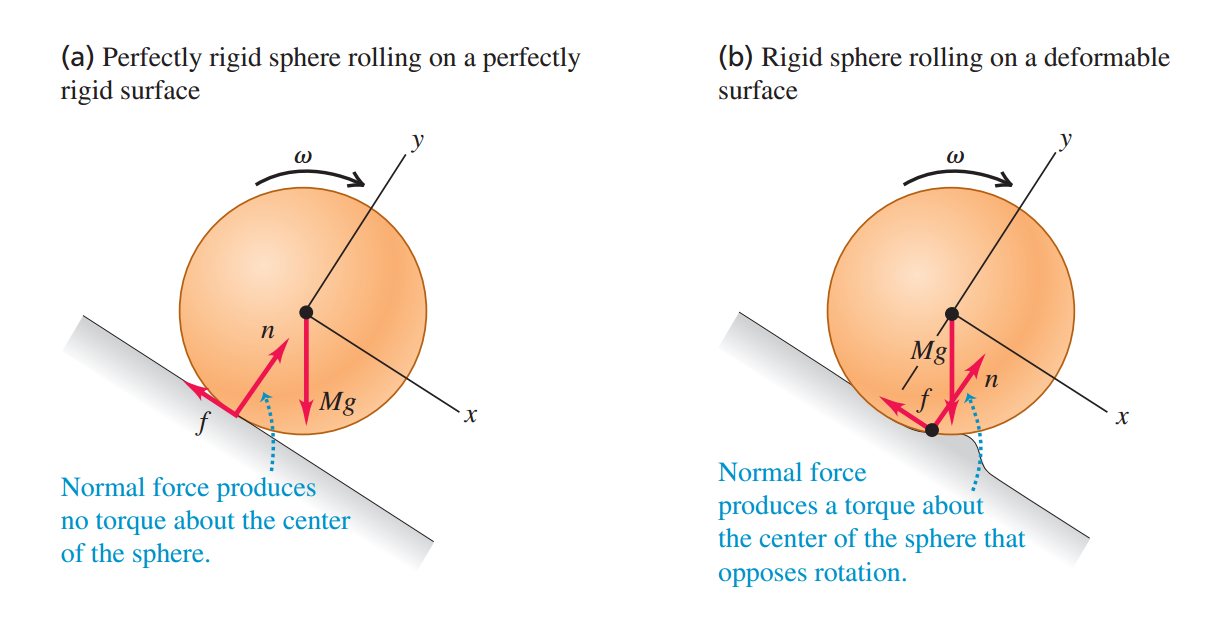 (a) Perfectly rigid sphere rolling on a perfectly
rigid surface
ω
y
n
Mg
f
x
Normal force produces
no torque about the center
of the sphere.
(b) Rigid sphere rolling on a deformable
surface
ω
y
Mg
n
f
x
Normal force
produces a torque about
the center of the sphere that
opposes rotation.